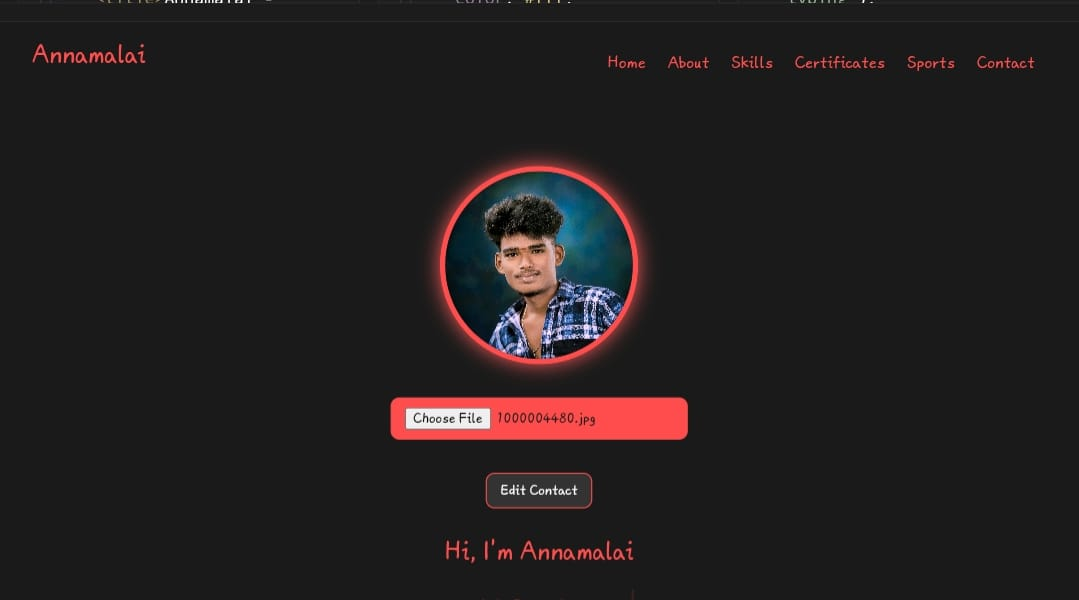 Annamalai
Home About Skills Certificates Sports Contact
Choose File 1000004480.jpg
Edit Contact
Hi, I'm Annamalai